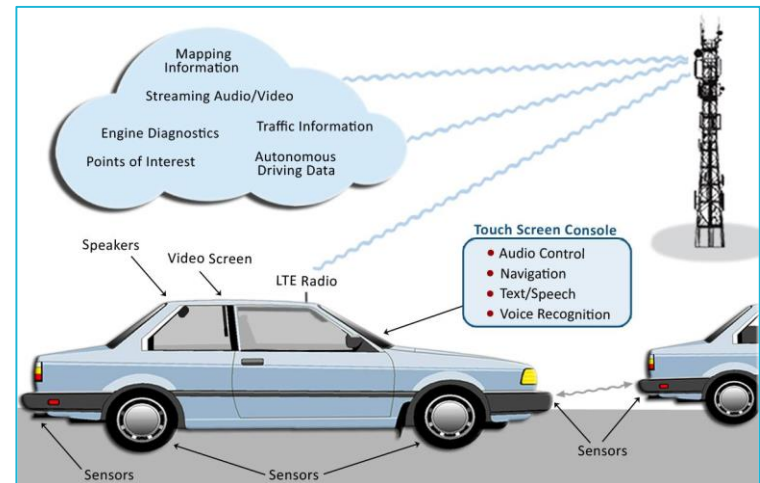 Mapping
Information
Streaming Audio/Video
Engine Diagnostics
Traffic Information
Points of Interest
Autonomous
Driving Data
Speakers
Video Screen
LTE Radio
Touch Screen Console
• Audio Control
• Navigation
• Text/Speech
• Voice Recognition
Sensors
Sensors
Sensors